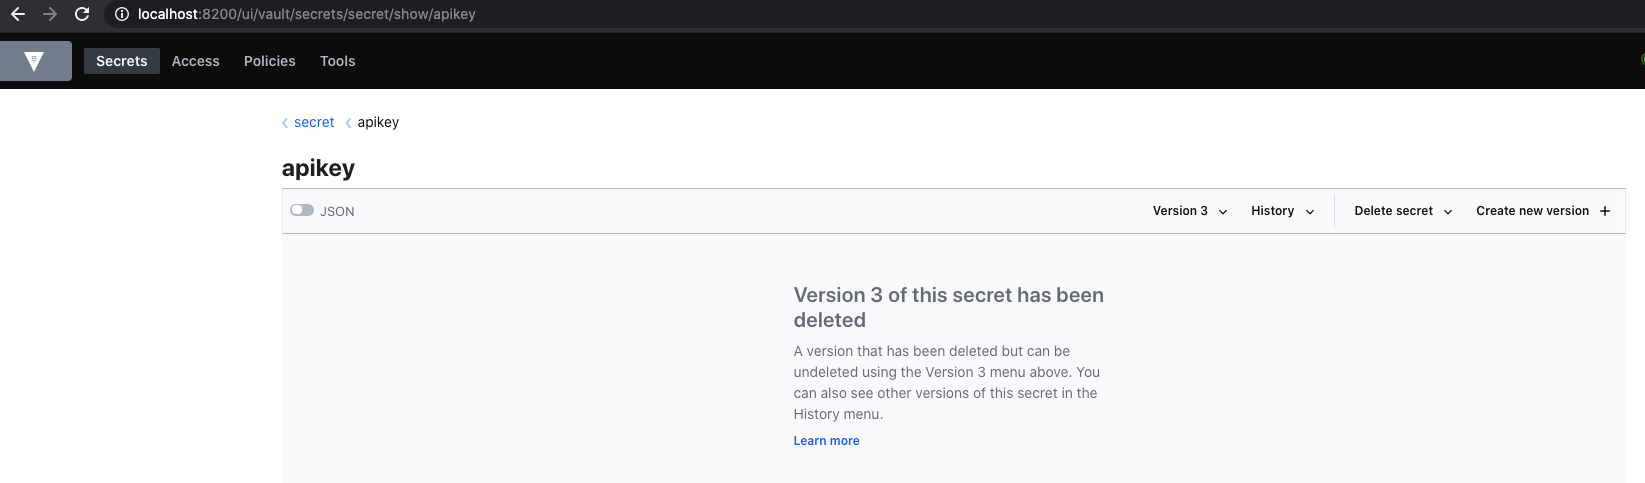 localhost:8200/ui/vault/secrets/secret/show/apikey
Secrets Access Policies Tools
secret apikey
apikey
JSON Version 3 History Delete secret Create new version
Version 3 of this secret has been
deleted
A version that has been deleted but can be
undeleted using the Version 3 menu above. You
can also see other versions of this secret in the
History menu.
Learn more